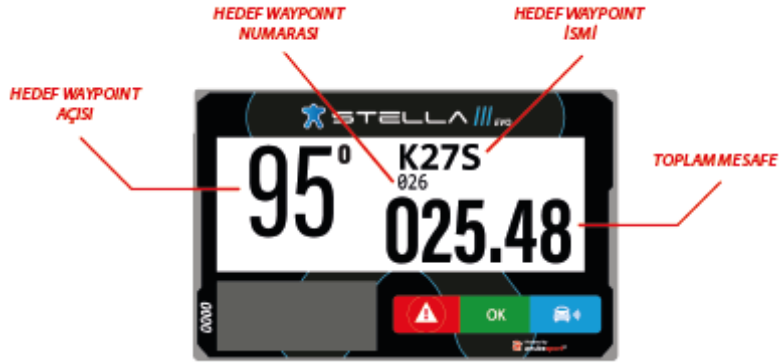 HEDEF WAYPOINT
NUMARASI
HEDEF WAYPOINT
İSMİ
HEDEF WAYPOINT
AÇISI
STELLA III EVO
95°
K27S
026
025.48
TOPLAM MESAFE
0000
OK